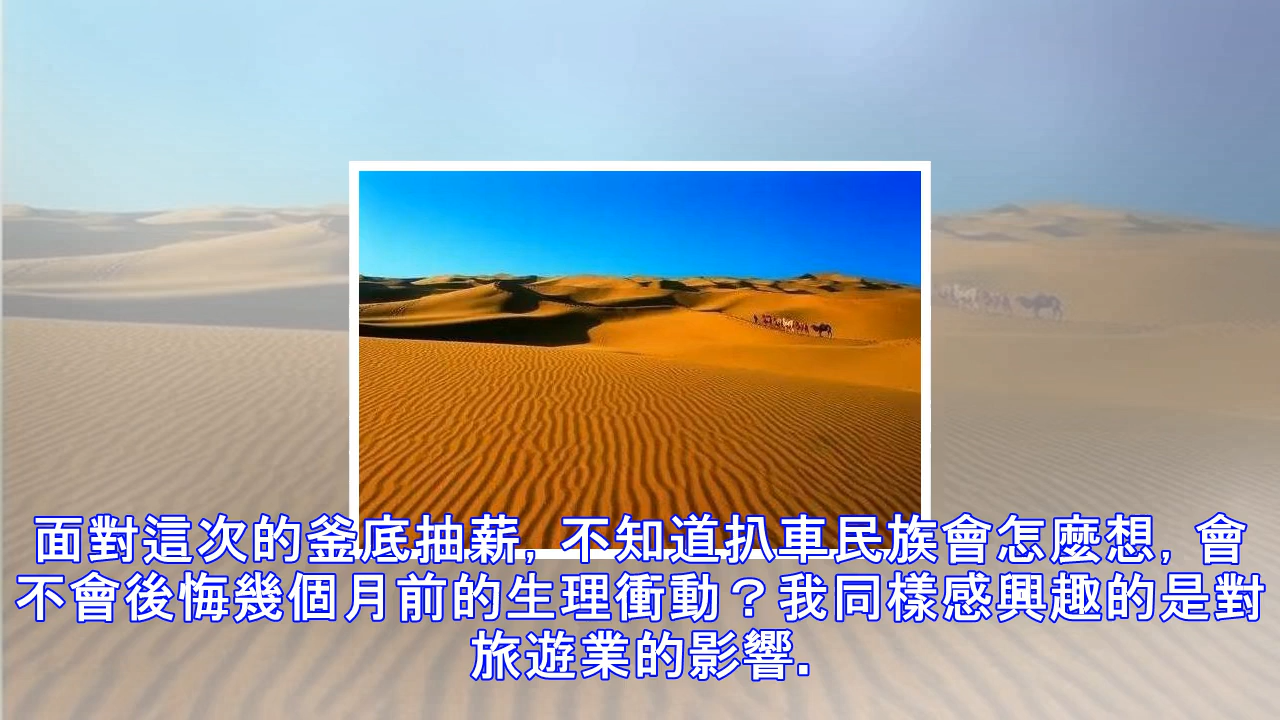 面對這次的釜底抽薪, 不知道扒車民族會怎麼想, 會
不會後悔幾個月前的生理衝動？我同樣感興趣的是對
旅遊業的影響.